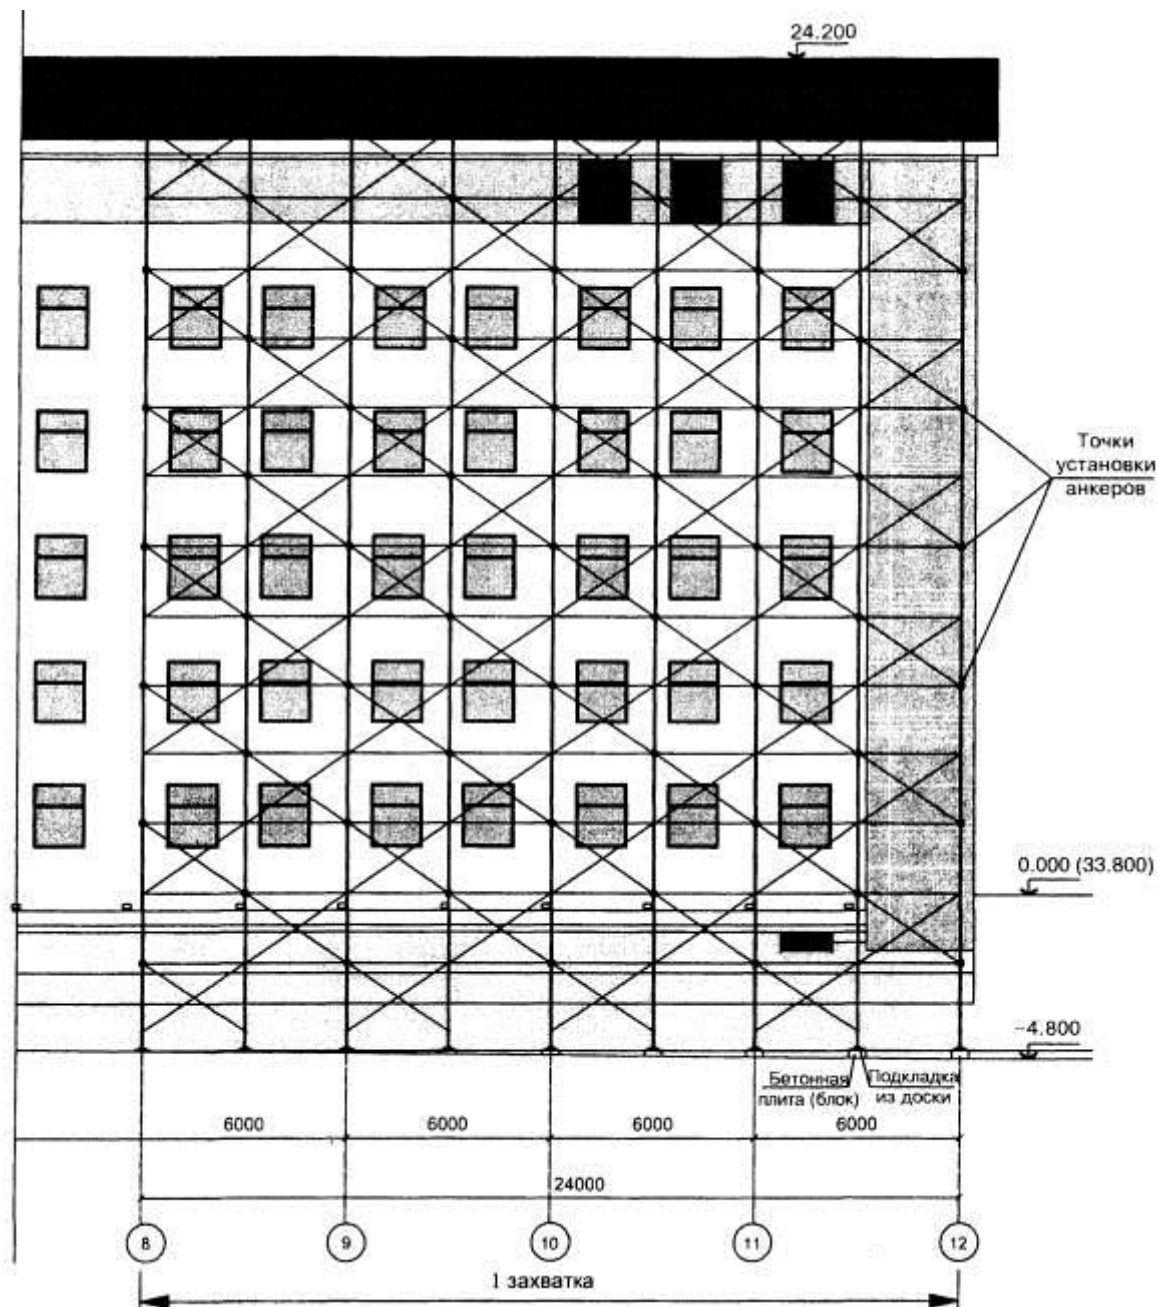 24.200
Точки
установки
анкеров
0.000 (33.800)
-4.800
Бетонная
плита (блок)
Подкладка
из доски
6000
6000
6000
6000
24000
8
9
10
11
12
1 захватка